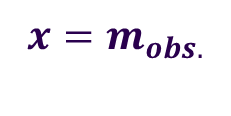 x = m_obs.